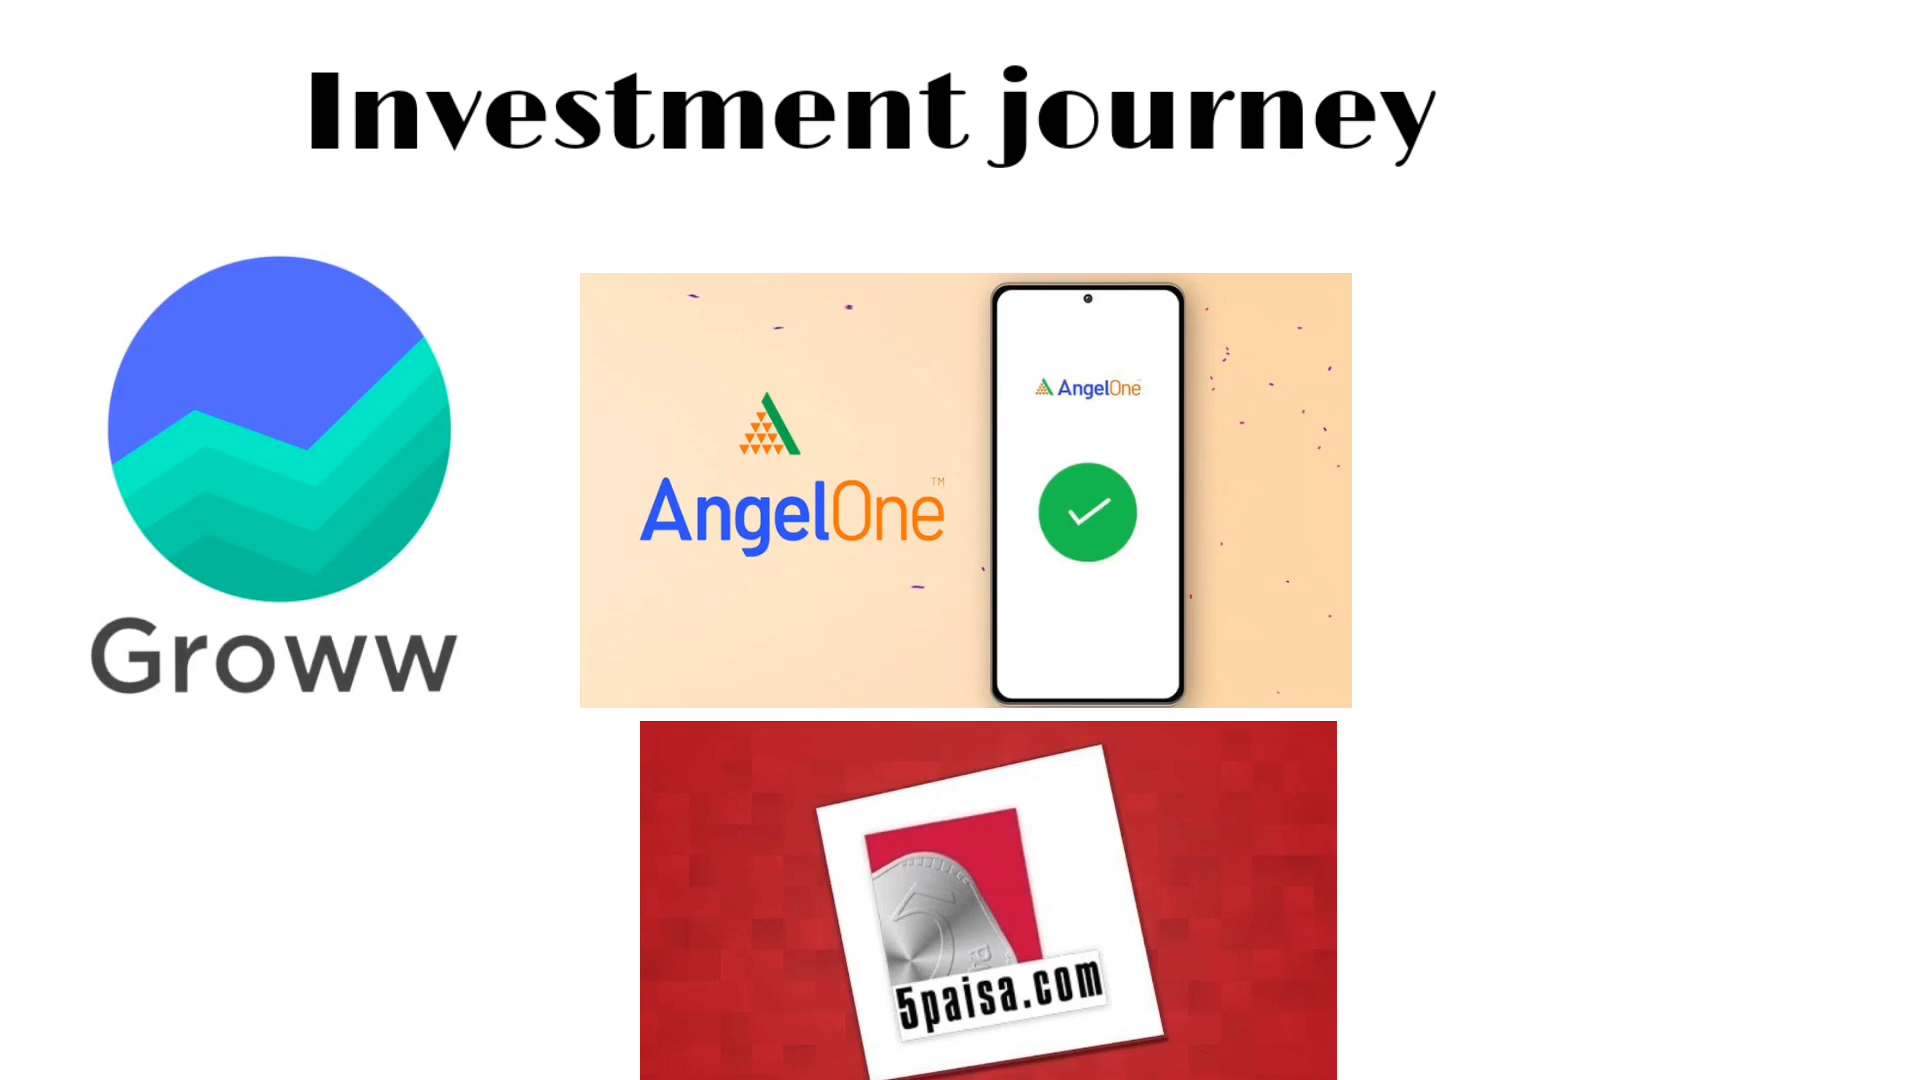 Investment journey
Groww
AngelOne
TM
AngelOne
5paisa.com